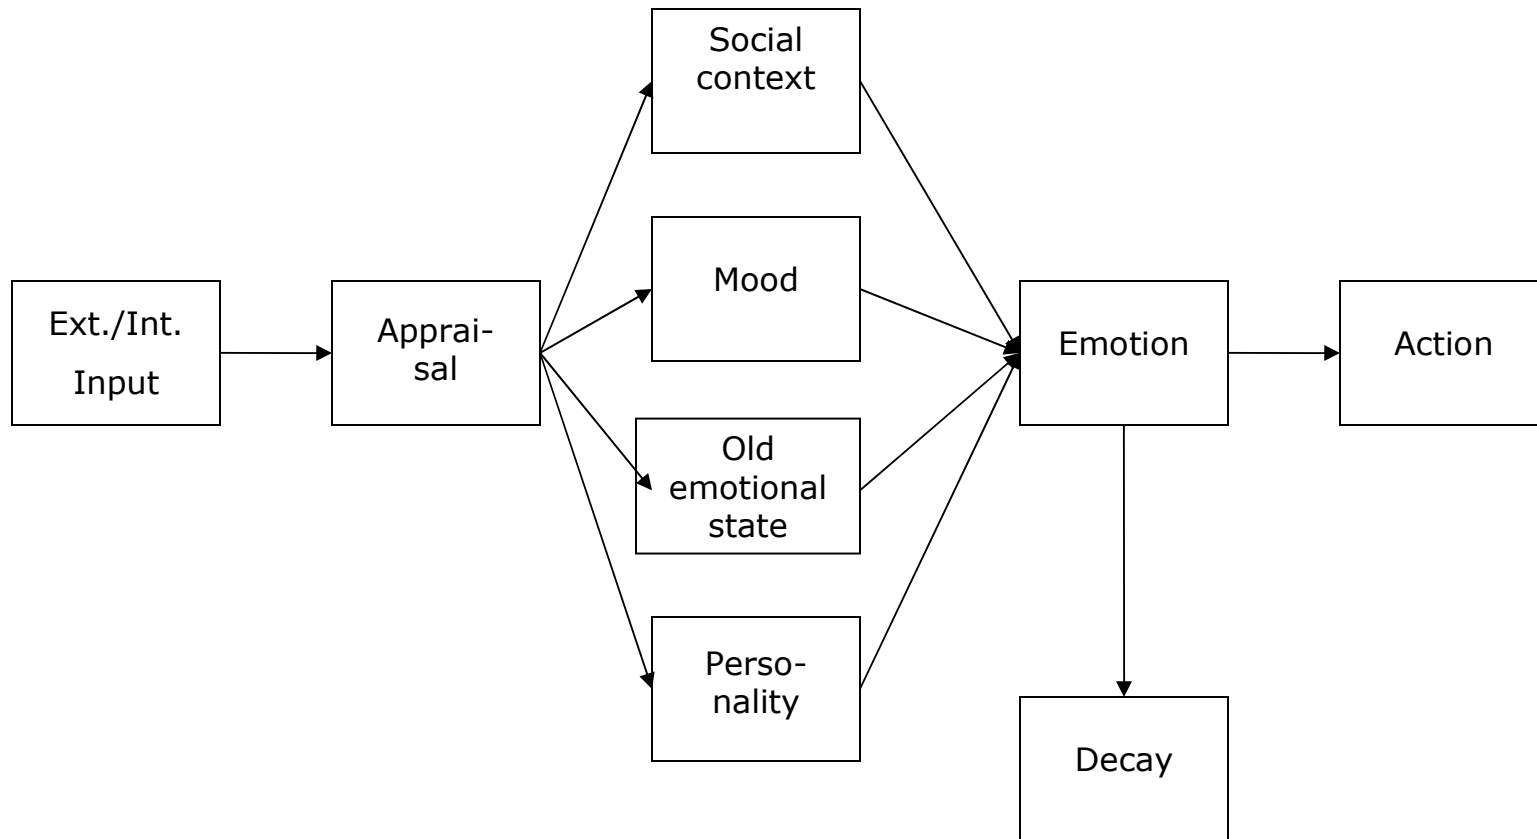 Social
context
Mood
Ext./Int.
Input
Apprai-
sal
Emotion
Action
Old
emotional
state
Perso-
nality
Decay